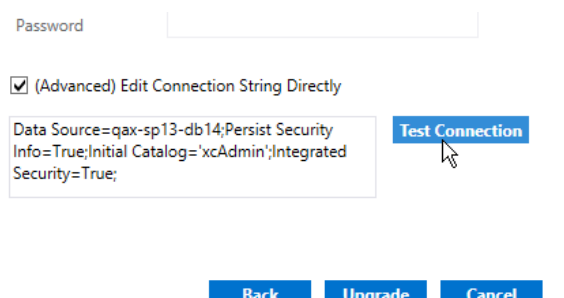 Password
(Advanced) Edit Connection String Directly
Data Source=qax-sp13-db14;Persist Security
Info=True;Initial Catalog='xcAdmin';Integrated
Security=True;
Test Connection
Back Upgrade Cancel